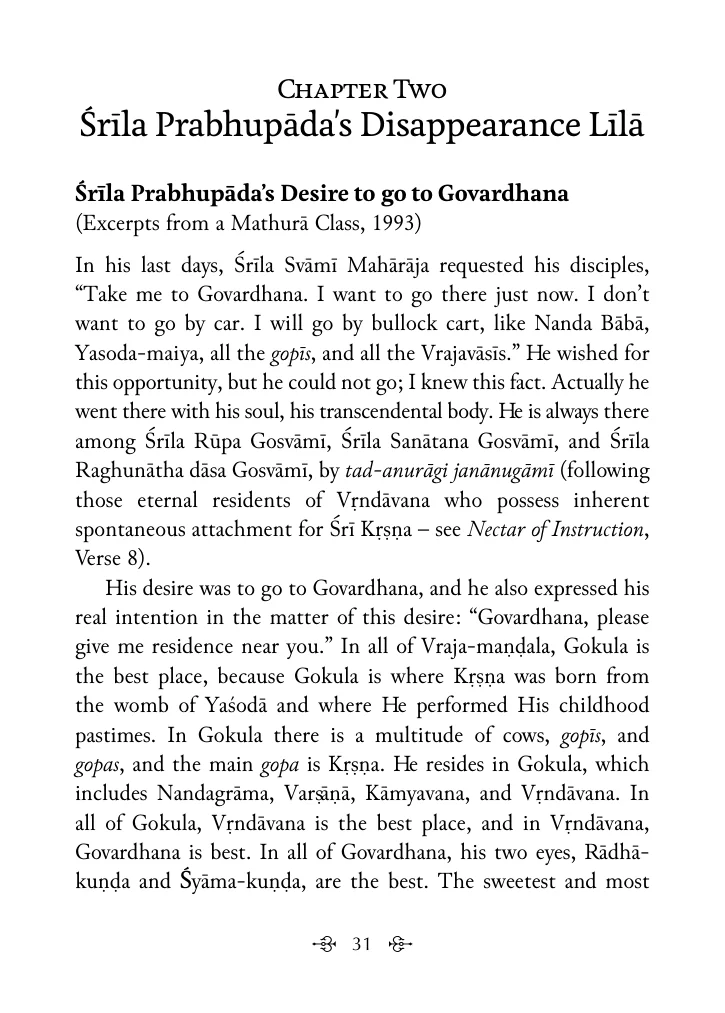 Chapter Two
Śrīla Prabhupāda's Disappearance Līlā
Śrīla Prabhupāda’s Desire to go to Govardhana
(Excerpts from a Mathurā Class, 1993)
In his last days, Śrīla Svāmī Mahārāja requested his disciples,
“Take me to Govardhana. I want to go there just now. I don’t
want to go by car. I will go by bullock cart, like Nanda Bābā,
Yasoda-maiya, all the gopīs, and all the Vrajavāsīs.” He wished for
this opportunity, but he could not go; I knew this fact. Actually he
went there with his soul, his transcendental body. He is always there
among Śrīla Rūpa Gosvāmī, Śrīla Sanātana Gosvāmī, and Śrīla
Raghunātha dāsa Gosvāmī, by tad-anurāgi janānugāmī (following
those eternal residents of Vṛndāvana who possess inherent
spontaneous attachment for Śrī Kṛṣṇa – see Nectar of Instruction,
Verse 8).
His desire was to go to Govardhana, and he also expressed his
real intention in the matter of this desire: “Govardhana, please
give me residence near you.” In all of Vraja-maṇḍala, Gokula is
the best place, because Gokula is where Kṛṣṇa was born from
the womb of Yaśodā and where He performed His childhood
pastimes. In Gokula there is a multitude of cows, gopīs, and
gopas, and the main gopa is Kṛṣṇa. He resides in Gokula, which
includes Nandagrāma, Varṣāṇā, Kāmyavana, and Vṛndāvana. In
all of Gokula, Vṛndāvana is the best place, and in Vṛndāvana,
Govardhana is best. In all of Govardhana, his two eyes, Rādhā-
kuṇḍa and Śyāma-kuṇḍa, are the best. The sweetest and most
31